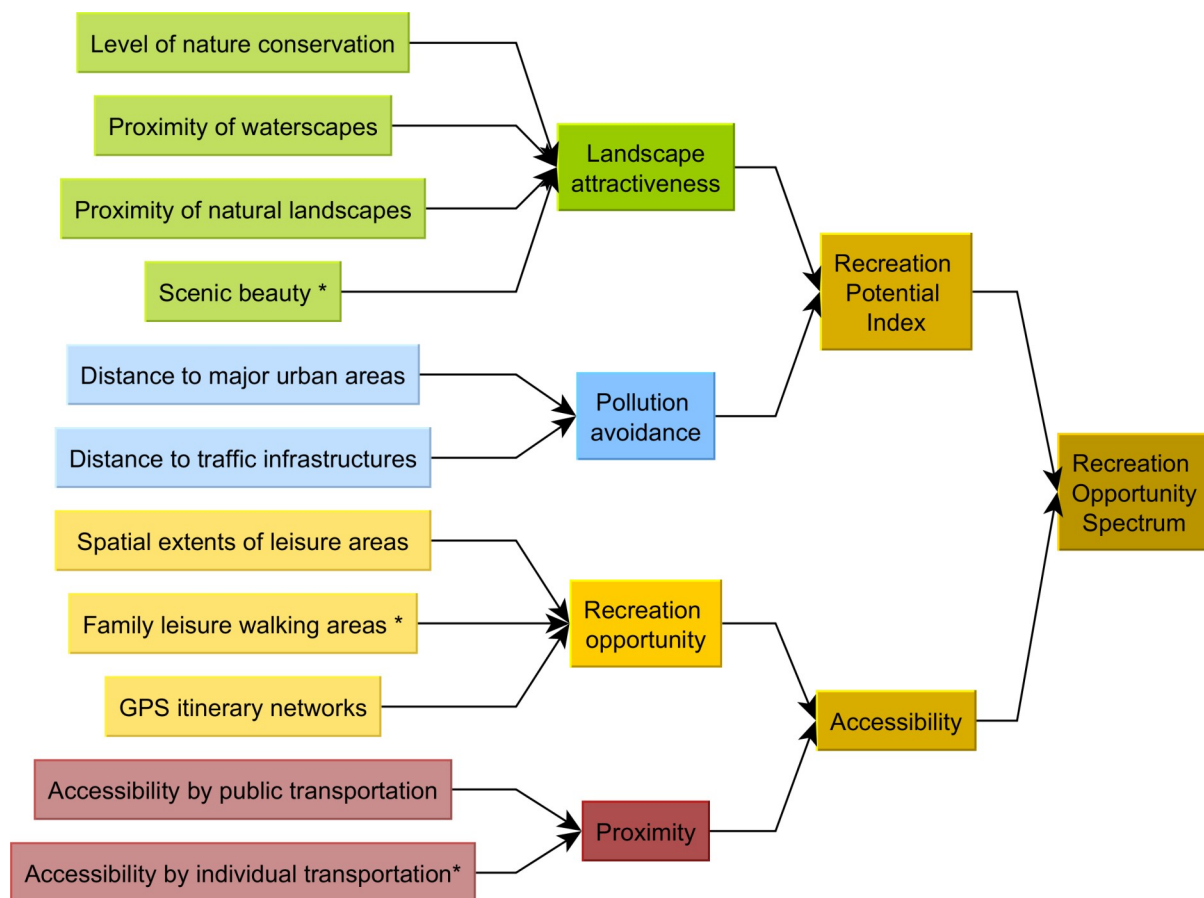 Level of nature conservation
Proximity of waterscapes
Proximity of natural landscapes
Scenic beauty *
Distance to major urban areas
Distance to traffic infrastructures
Spatial extents of leisure areas
Family leisure walking areas *
GPS itinerary networks
Accessibility by public transportation
Accessibility by individual transportation*
Landscape
attractiveness
Pollution
avoidance
Recreation
opportunity
Proximity
Recreation
Potential
Index
Accessibility
Recreation
Opportunity
Spectrum